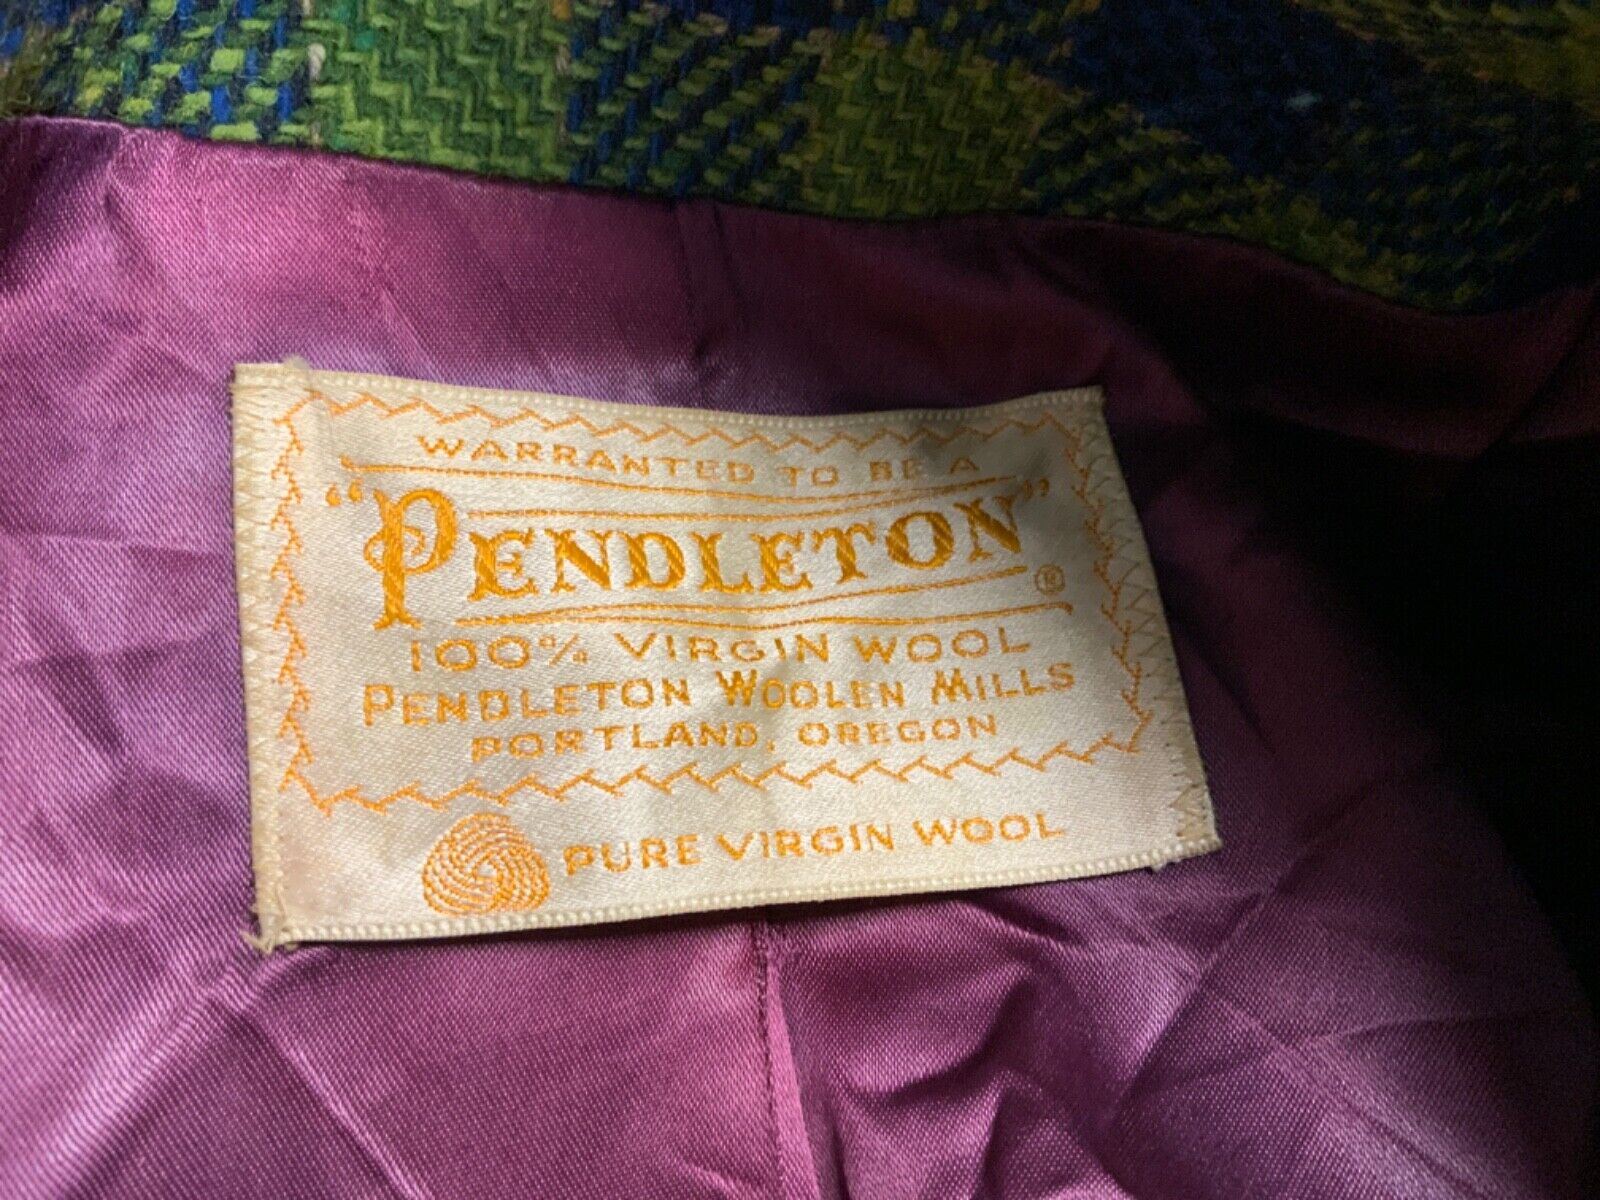 WARRANTED TO BE A
"PENDLETON" ®
100% VIRGIN WOOL
PENDLETON WOOLEN MILLS
PORTLAND, OREGON
PURE VIRGIN WOOL